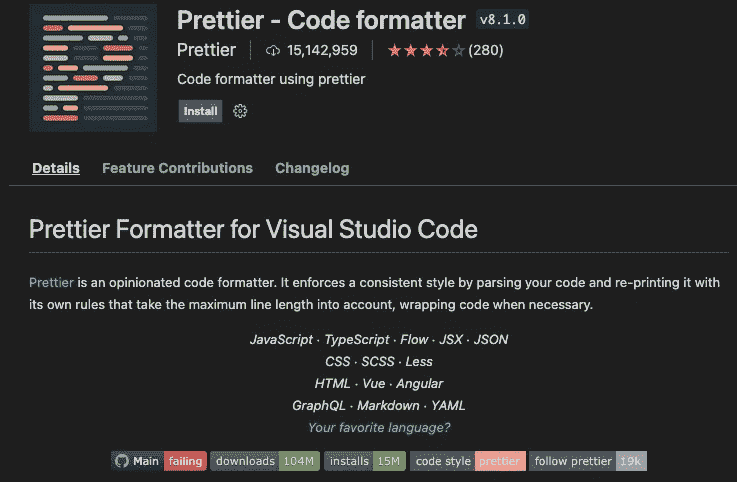 Prettier - Code formatter v8.1.0
Prettier 15,142,959 (280)
Code formatter using prettier
Install
Details Feature Contributions Changelog
Prettier Formatter for Visual Studio Code
Prettier is an opinionated code formatter. It enforces a consistent style by parsing your code and re-printing it with
its own rules that take the maximum line length into account, wrapping code when necessary.
JavaScript · TypeScript · Flow · JSX · JSON
CSS · SCSS · Less
HTML · Vue · Angular
GraphQL · Markdown · YAML
Your favorite language?
Main failing downloads 104M installs 15M code style prettier follow prettier 19k